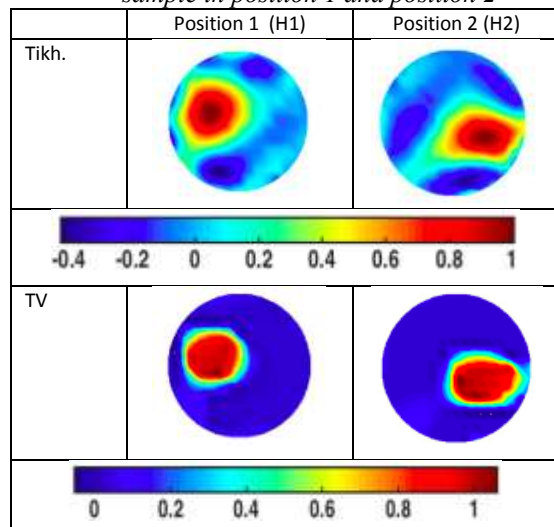 sample in position 1 and position 2
Position 1 (H1) Position 2 (H2)
Tikh.
-0.4 -0.2 0 0.2 0.4 0.6 0.8 1
TV
0 0.2 0.4 0.6 0.8 1